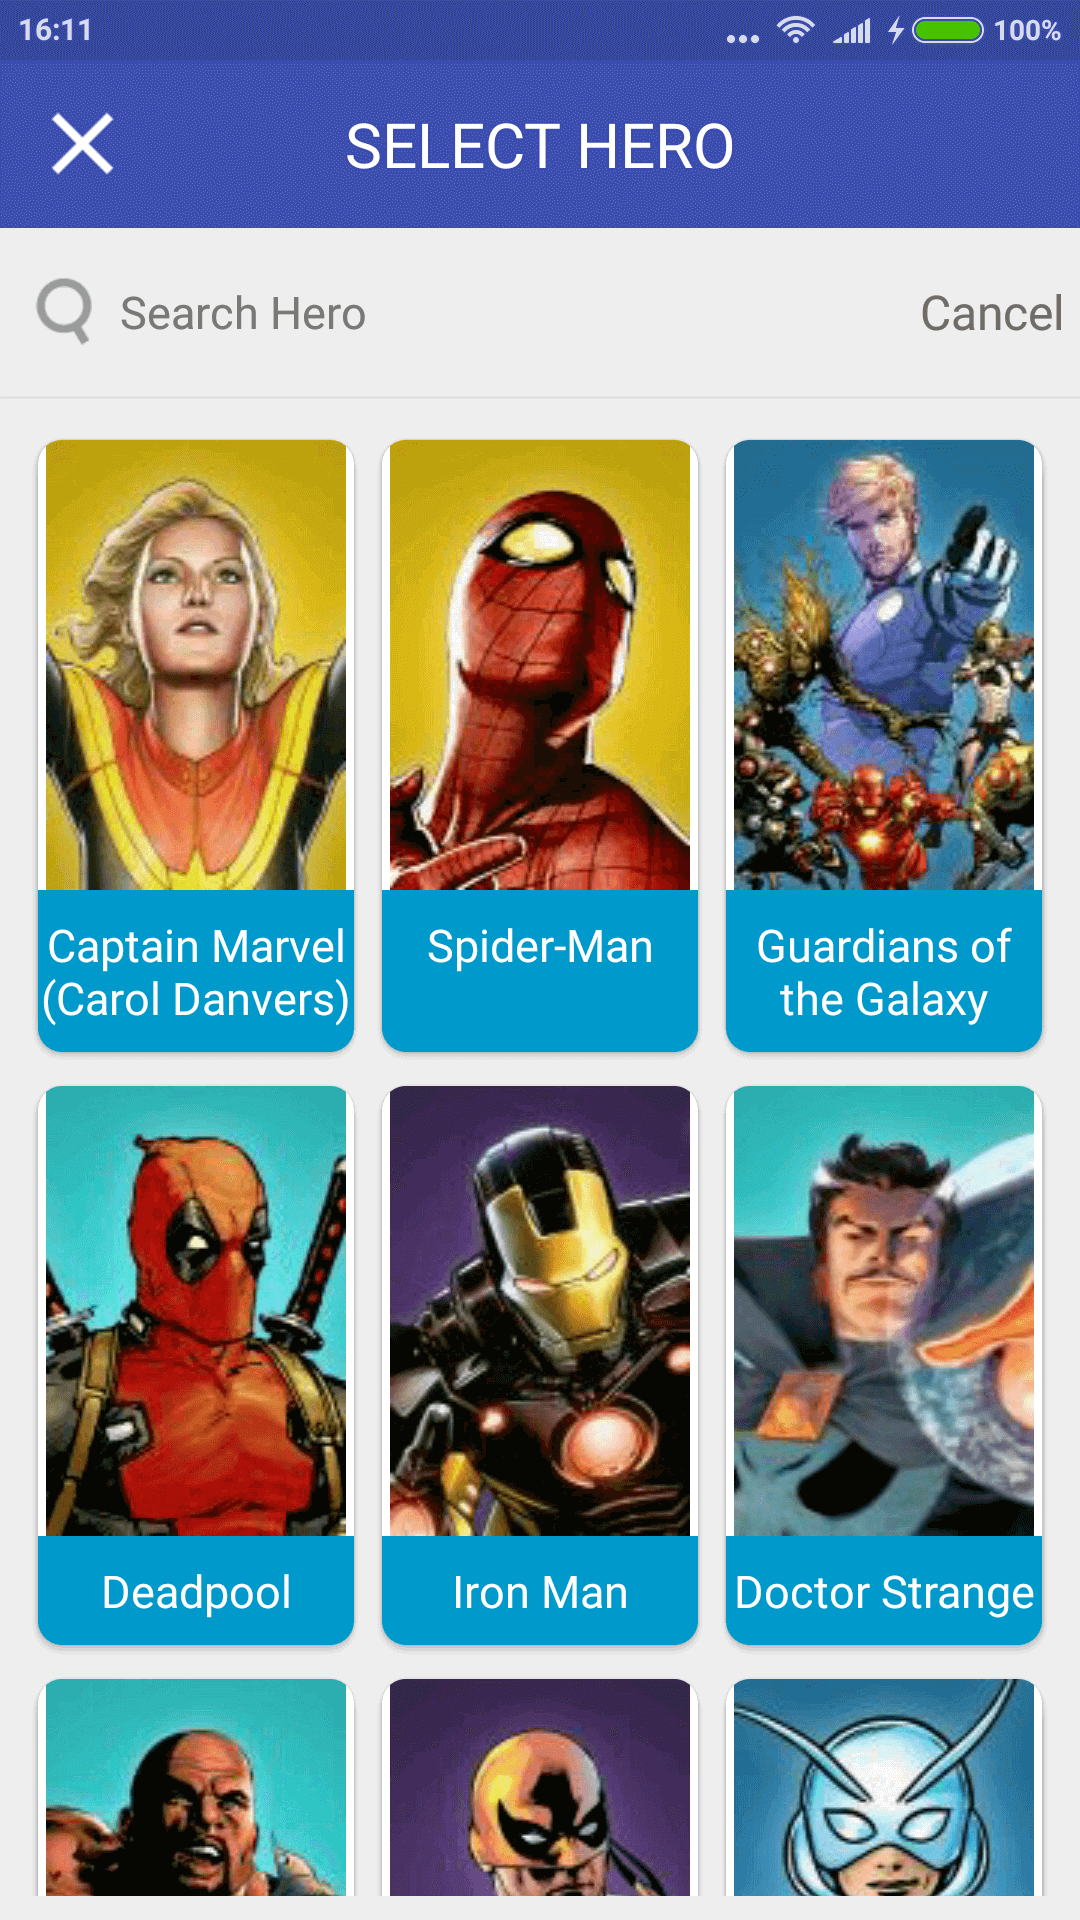 16:11
100%
SELECT HERO
Search Hero
Cancel
Captain Marvel
(Carol Danvers)
Spider-Man
Guardians of
the Galaxy
Deadpool
Iron Man
Doctor Strange